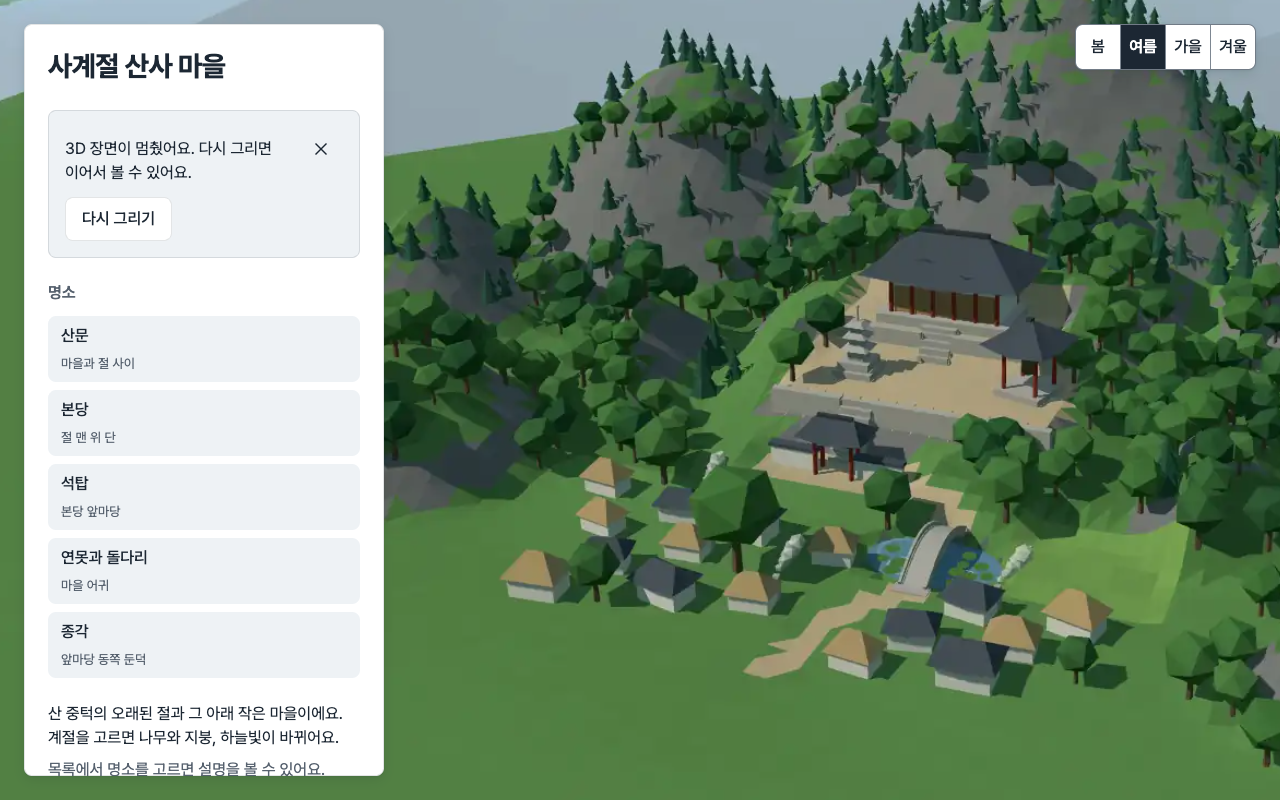 사계절 산사 마을
봄 여름 가을 겨울
3D 장면이 멈췄어요. 다시 그리면
이어서 볼 수 있어요.
다시 그리기
명소
산문
마을과 절 사이
본당
절 맨 위 단
석탑
본당 앞마당
연못과 돌다리
마을 어귀
종각
앞마당 동쪽 둔덕
산 중턱의 오래된 절과 그 아래 작은 마을이에요.
계절을 고르면 나무와 지붕, 하늘빛이 바뀌어요.
목록에서 명소를 고르면 설명을 볼 수 있어요.